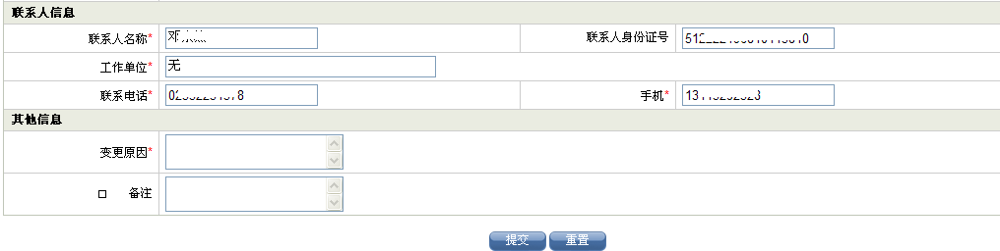 联系人信息
联系人名称* 邓 联系人身份证号
工作单位* 无
联系电话* 手机*
其他信息
变更原因*
备注
提交 重置